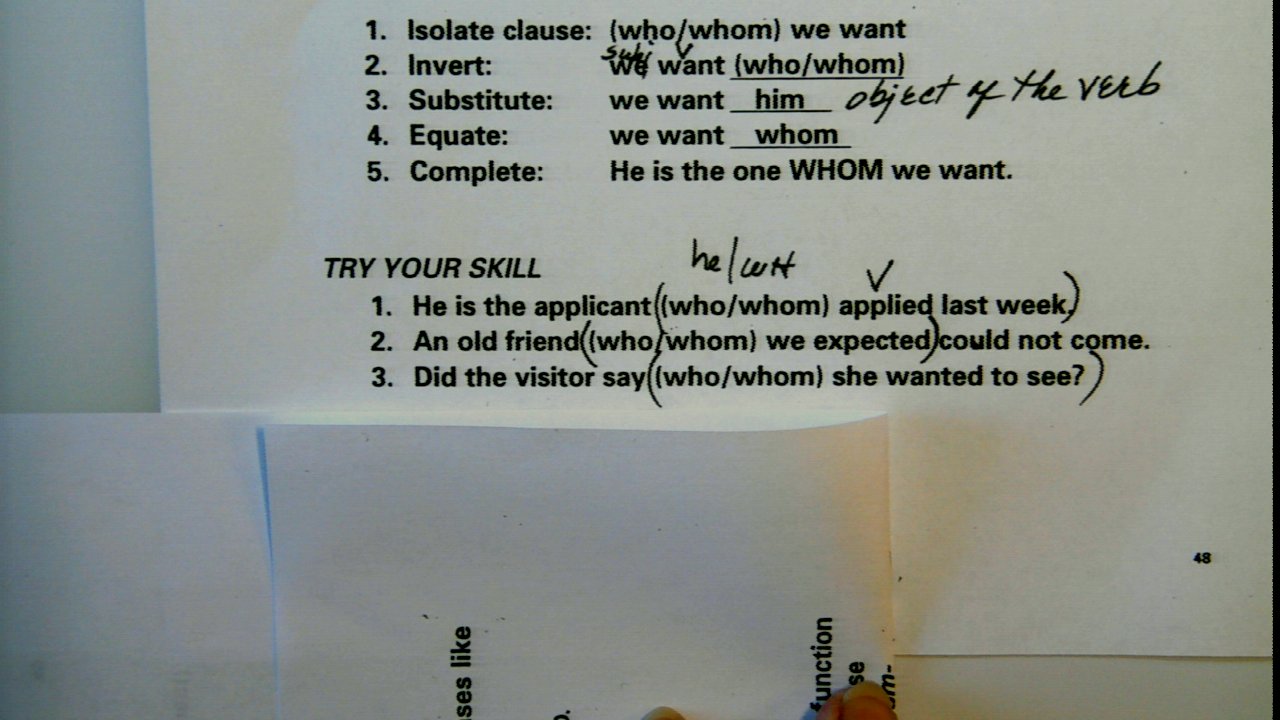 1. Isolate clause: (who/whom) we want
subj v
2. Invert: we want (who/whom)
3. Substitute: we want him object of the verb
4. Equate: we want whom
5. Complete: He is the one WHOM we want.
he/
TRY YOUR SKILL
1. He is the applicant ((who/whom) applied last week.)
2. An old friend ((who/whom) we expected) could not come.
3. Did the visitor say ((who/whom) she wanted to see?)
48
ses like
function
se